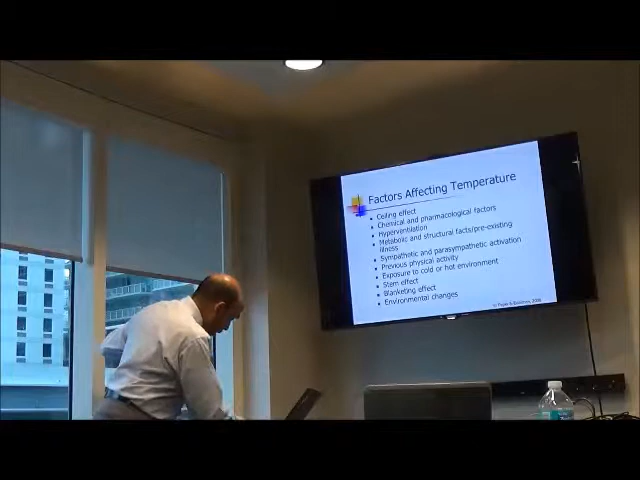 Factors Affecting Temperature
Ceiling effect
Chemical and pharmacological factors
Hyperventilation
Metabolic and structural facts/pre-existing
illness
Sympathetic and parasympathetic activation
Previous physical activity
Exposure to cold or hot environment
Stem effect
Blanketing effect
Environmental changes